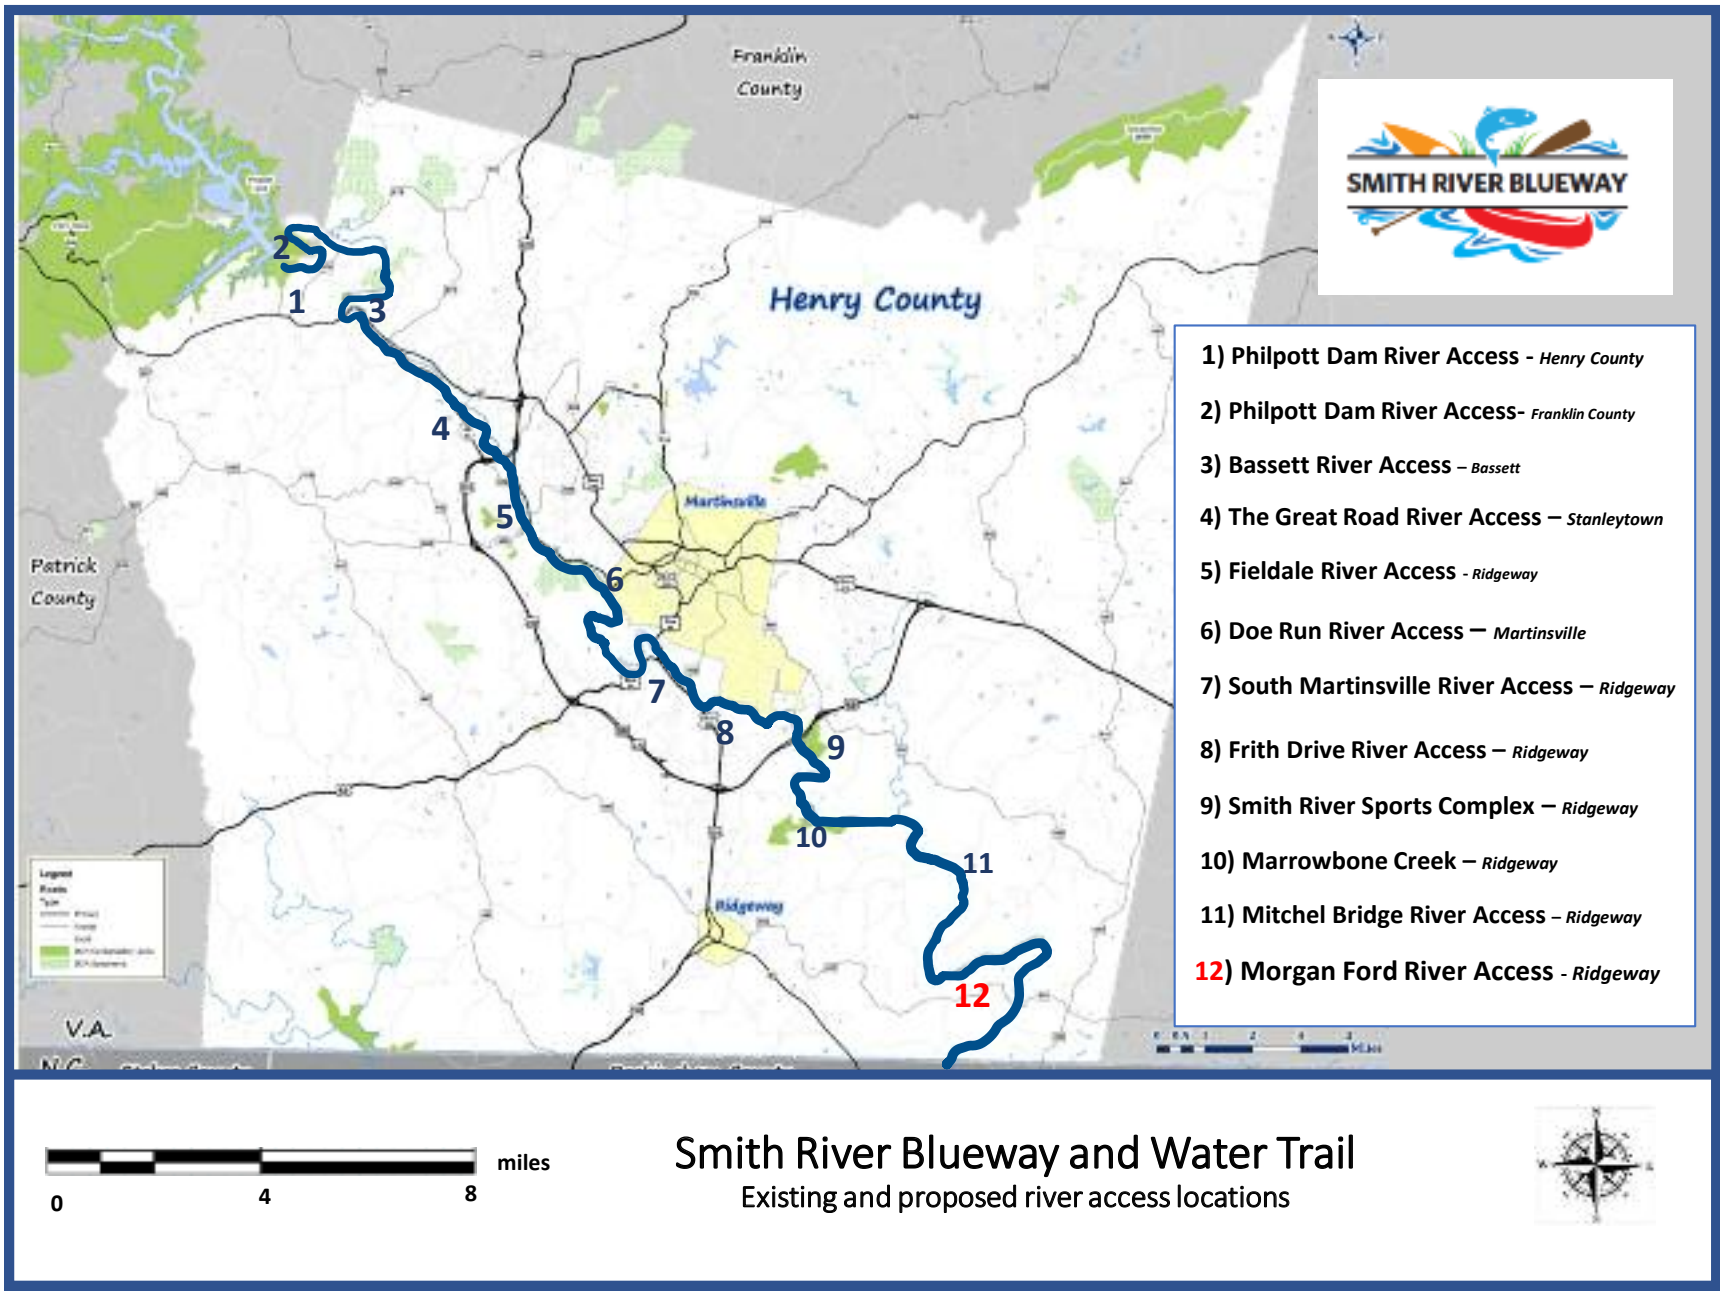 Franklin
County
SMITH RIVER BLUEWAY
Henry County
2
1
3
4
5
Martinsville
6
Patrick
County
7
8
9
10
11
Ridgeway
12
Legend
Roads
Type
V.A.
N.C.
1) Philpott Dam River Access - Henry County
2) Philpott Dam River Access- Franklin County
3) Bassett River Access – Bassett
4) The Great Road River Access – Stanleytown
5) Fieldale River Access - Ridgeway
6) Doe Run River Access – Martinsville
7) South Martinsville River Access – Ridgeway
8) Frith Drive River Access – Ridgeway
9) Smith River Sports Complex – Ridgeway
10) Marrowbone Creek – Ridgeway
11) Mitchel Bridge River Access – Ridgeway
12) Morgan Ford River Access - Ridgeway
Miles
miles
0 4 8
Smith River Blueway and Water Trail
Existing and proposed river access locations